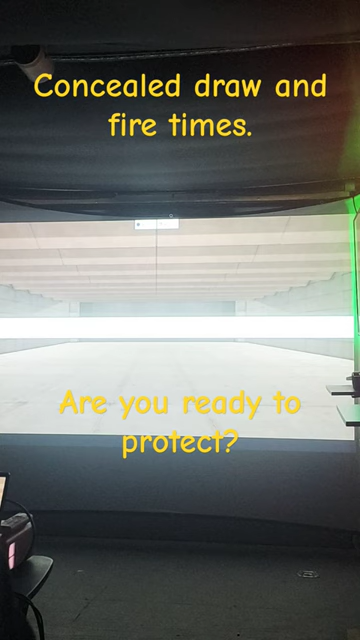 Concealed draw and
fire times.
Are you ready to
protect?